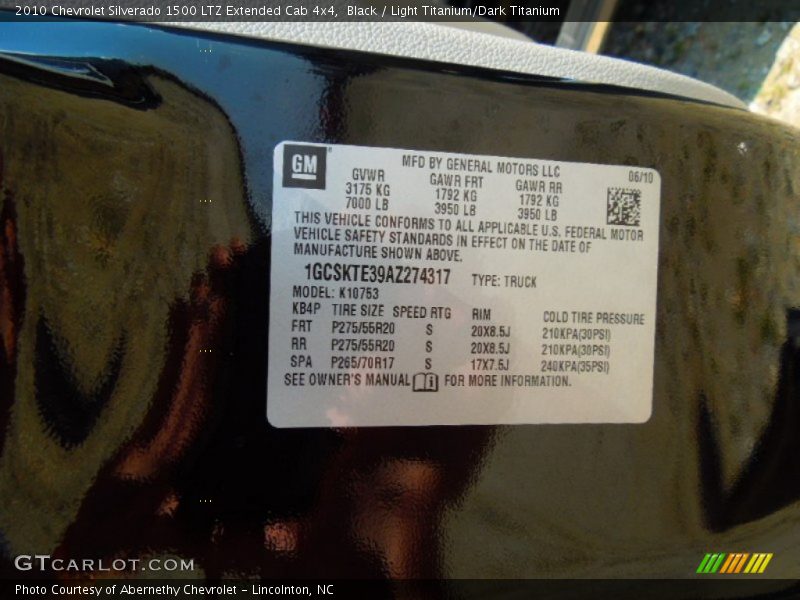 2010 Chevrolet Silverado 1500 LTZ Extended Cab 4x4, Black / Light Titanium/Dark Titanium
GM
MFD BY GENERAL MOTORS LLC 06/10
GVWR GAWR FRT GAWR RR
3175 KG 1792 KG 1792 KG
7000 LB 3950 LB 3950 LB
THIS VEHICLE CONFORMS TO ALL APPLICABLE U.S. FEDERAL MOTOR
VEHICLE SAFETY STANDARDS IN EFFECT ON THE DATE OF
MANUFACTURE SHOWN ABOVE.
1GCSKTE39AZ274317 TYPE: TRUCK
MODEL: K10753
KB4P TIRE SIZE SPEED RTG RIM COLD TIRE PRESSURE
FRT P275/55R20 S 20X8.5J 210KPA(30PSI)
RR P275/55R20 S 20X8.5J 210KPA(30PSI)
SPA P265/70R17 S 17X7.5J 240KPA(35PSI)
SEE OWNER'S MANUAL FOR MORE INFORMATION.
GTCARLOT.COM
Photo Courtesy of Abernethy Chevrolet – Lincolnton, NC